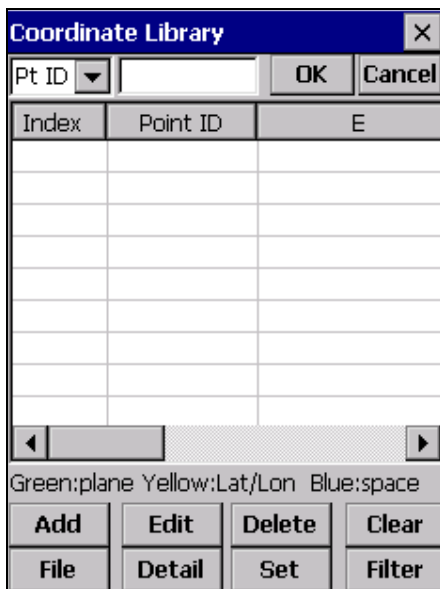 Coordinate Library
Pt ID OK Cancel
Index Point ID E
Green:plane Yellow:Lat/Lon Blue:space
Add Edit Delete Clear
File Detail Set Filter